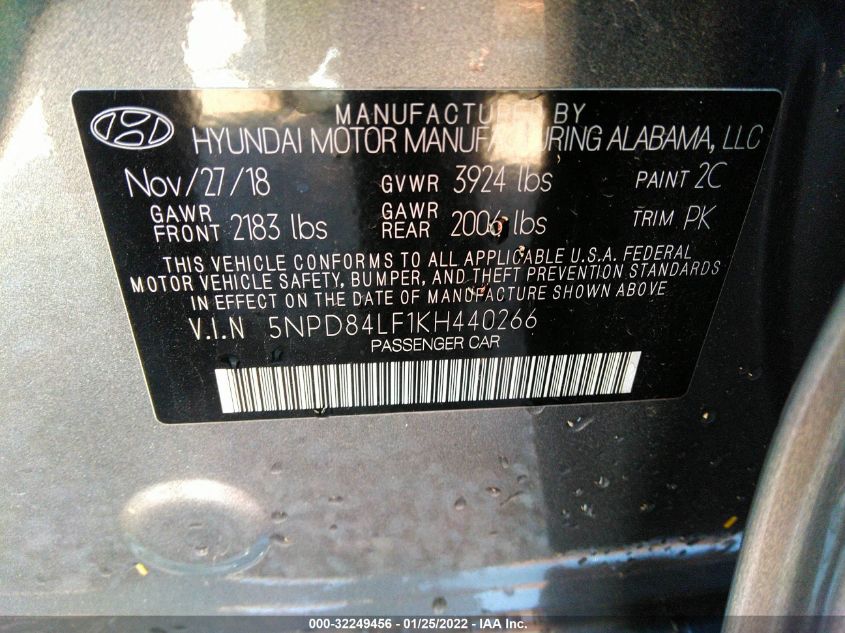 MANUFACTURED BY
HYUNDAI MOTOR MANUFACTURING ALABAMA, LLC
Nov/27/18 GVWR 3924 lbs PAINT 2C
GAWR FRONT 2183 lbs GAWR REAR 2006 lbs TRIM PK
THIS VEHICLE CONFORMS TO ALL APPLICABLE U.S.A. FEDERAL
MOTOR VEHICLE SAFETY, BUMPER, AND THEFT PREVENTION STANDARDS
IN EFFECT ON THE DATE OF MANUFACTURE SHOWN ABOVE
V.I.N 5NPD84LF1KH440266
PASSENGER CAR
000-32249456 - 01/25/2022 - IAA Inc.